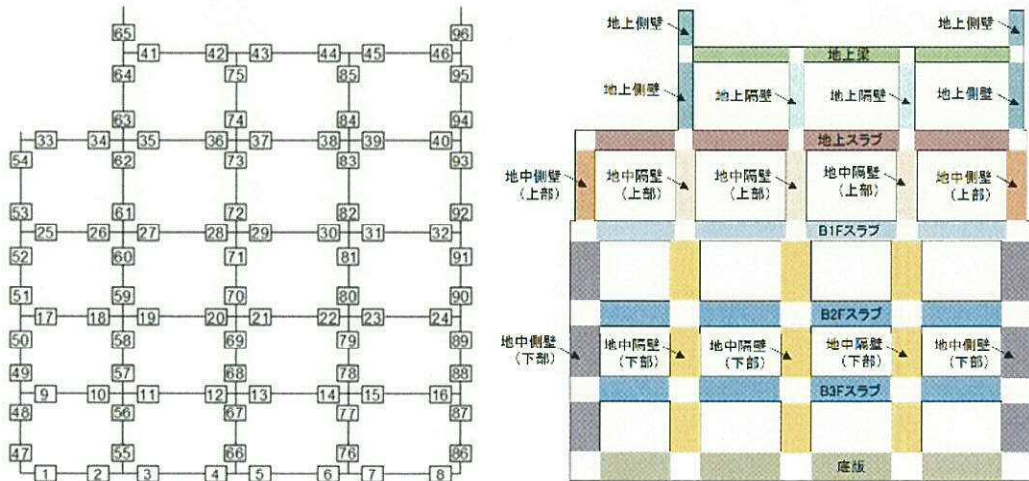 65 96
41 42 43 44 45 46
64 75 85 95
63 74 84 94
33 34 35 36 37 38 39 40
54 62 73 83 93
53 61 72 82 92
25 26 27 28 29 30 31 32
52 60 71 81 91
51 59 70 80 90
17 18 19 20 21 22 23 24
50 58 69 79 89
49 57 68 78 88
9 10 11 12 13 14 15 16
48 56 67 77 87
47 55 66 76 86
1 2 3 4 5 6 7 8
地上側壁 地上側壁
地上梁
地上側壁 地上隔壁 地上隔壁 地上側壁
地上スラブ
地中側壁
(上部)
地中隔壁
(上部)
地中隔壁
(上部)
地中隔壁
(上部)
地中側壁
(上部)
B1Fスラブ
B2Fスラブ
地中側壁
(下部)
地中隔壁
(下部)
地中隔壁
(下部)
地中隔壁
(下部)
地中側壁
(下部)
B3Fスラブ
底版